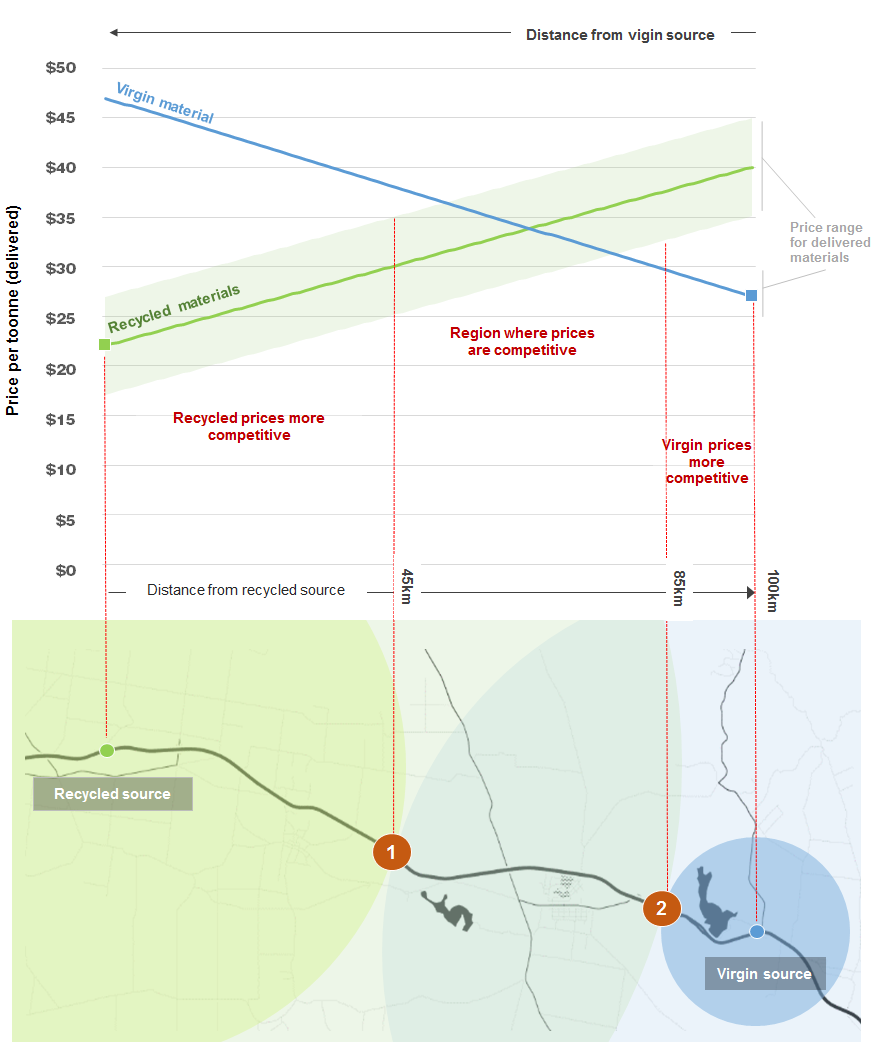 Distance from vigin source
$50
$45
$40
$35
$30
$25
$20
$15
$10
$5
$0
Price per toonne (delivered)
Virgin material
Recycled materials
Price range
for delivered
materials
Region where prices
are competitive
Recycled prices more
competitive
Virgin prices
more
competitive
Distance from recycled source
45km
85km
100km
Recycled source
1
2
Virgin source